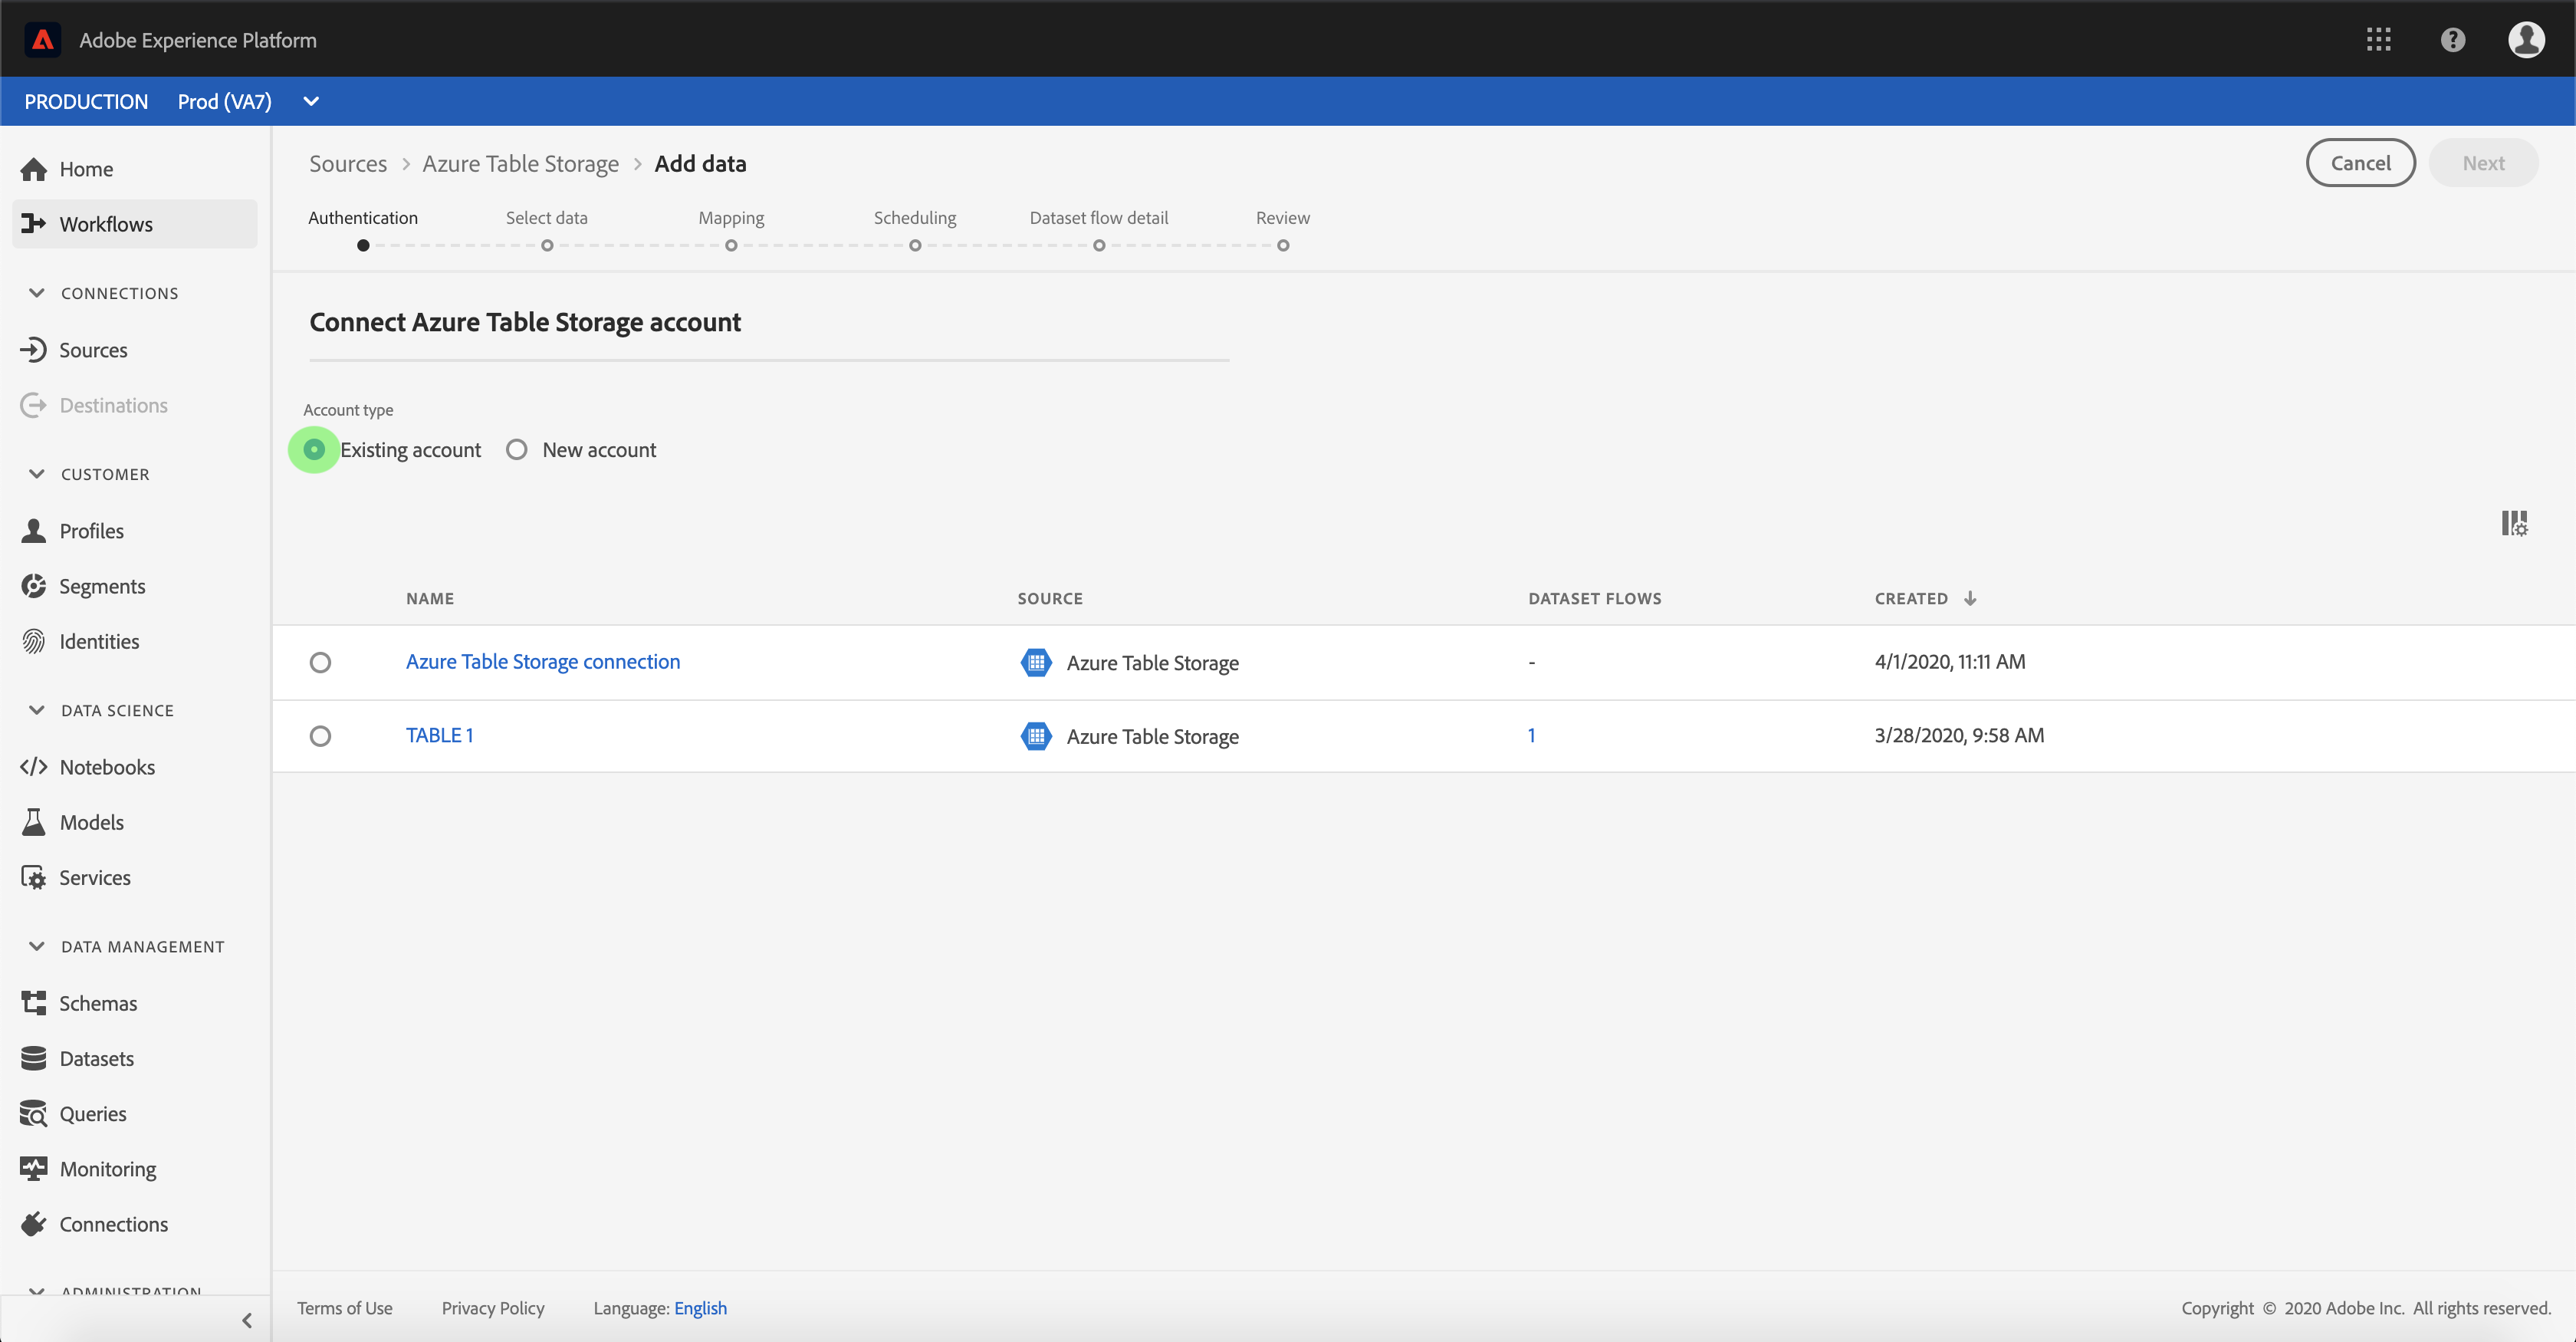 Adobe Experience Platform
?
PRODUCTION Prod (VA7)
Home
Workflows
CONNECTIONS
Sources
Destinations
CUSTOMER
Profiles
Segments
Identities
DATA SCIENCE
Notebooks
Models
Services
DATA MANAGEMENT
Schemas
Datasets
Queries
Monitoring
Connections
ADMINISTRATION
Sources > Azure Table Storage > Add data
Cancel
Next
Authentication Select data Mapping Scheduling Dataset flow detail Review
Connect Azure Table Storage account
Account type
Existing account New account
NAME SOURCE DATASET FLOWS CREATED ↓
Azure Table Storage connection Azure Table Storage - 4/1/2020, 11:11 AM
TABLE 1 Azure Table Storage 1 3/28/2020, 9:58 AM
Terms of Use Privacy Policy Language: English Copyright © 2020 Adobe Inc. All rights reserved.